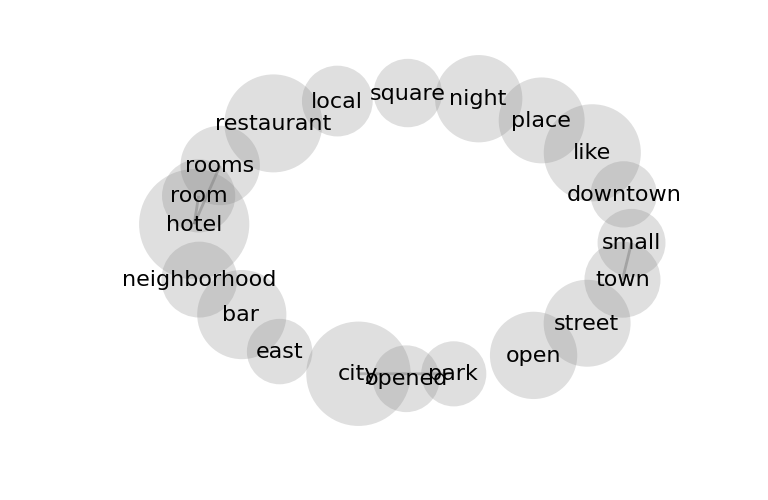 square
night
local
place
restaurant
like
rooms
room
downtown
hotel
small
neighborhood
town
bar
street
east
open
city
opened
park